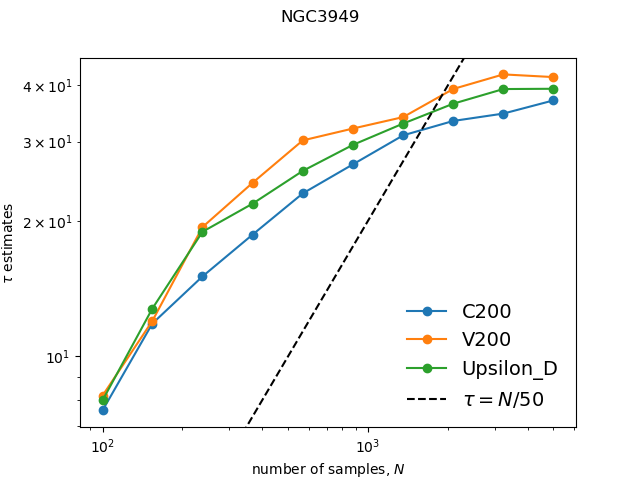 NGC3949
τ estimates
4 × 10¹
3 × 10¹
2 × 10¹
10¹
10²
10³
number of samples, N
C200
V200
Upsilon_D
τ = N/50